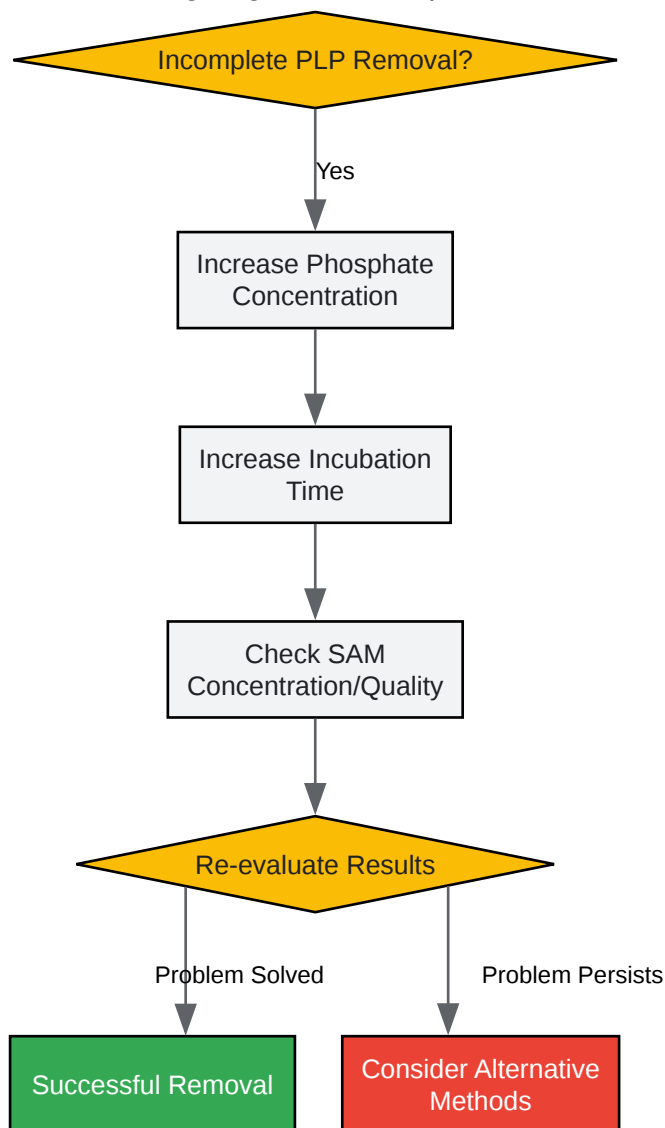 Incomplete PLP Removal?
Yes
Increase Phosphate
Concentration
Increase Incubation
Time
Check SAM
Concentration/Quality
Re-evaluate Results
Problem Solved
Problem Persists
Successful Removal
Consider Alternative
Methods